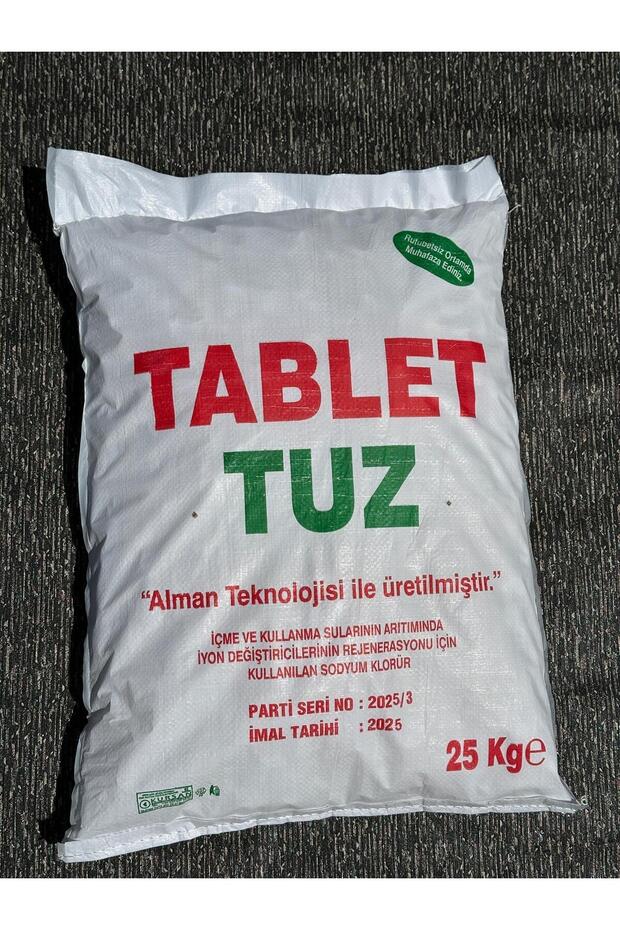 Rutubetsiz Ortamda
Muhafaza Ediniz.
TABLET
TUZ
“Alman Teknolojisi ile üretilmiştir.”
İÇME VE KULLANMA SULARININ ARITIMINDA
İYON DEĞİŞTİRİCİLERİNİN REJENERASYONU İÇİN
KULLANILAN SODYUM KLORÜR
PARTİ SERİ NO : 2025/3
İMAL TARİHİ : 2025
25 Kg℮
KURSAD